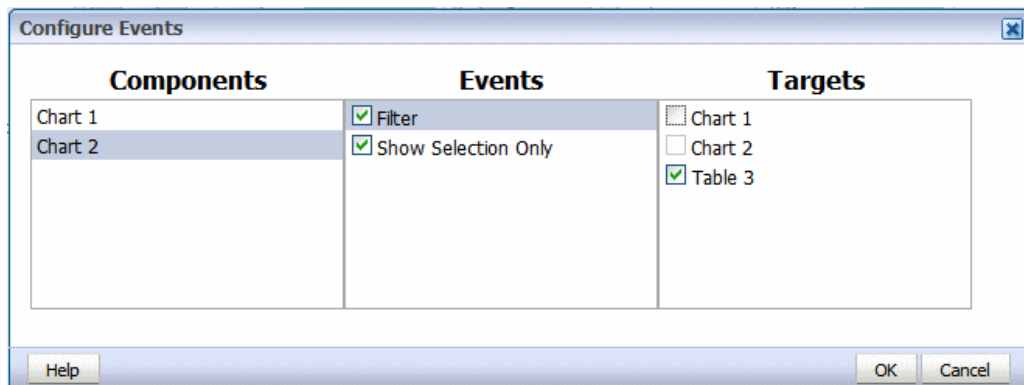 Configure Events
Components Events Targets
Chart 1
Chart 2
Filter
Show Selection Only
Chart 1
Chart 2
Table 3
Help OK Cancel